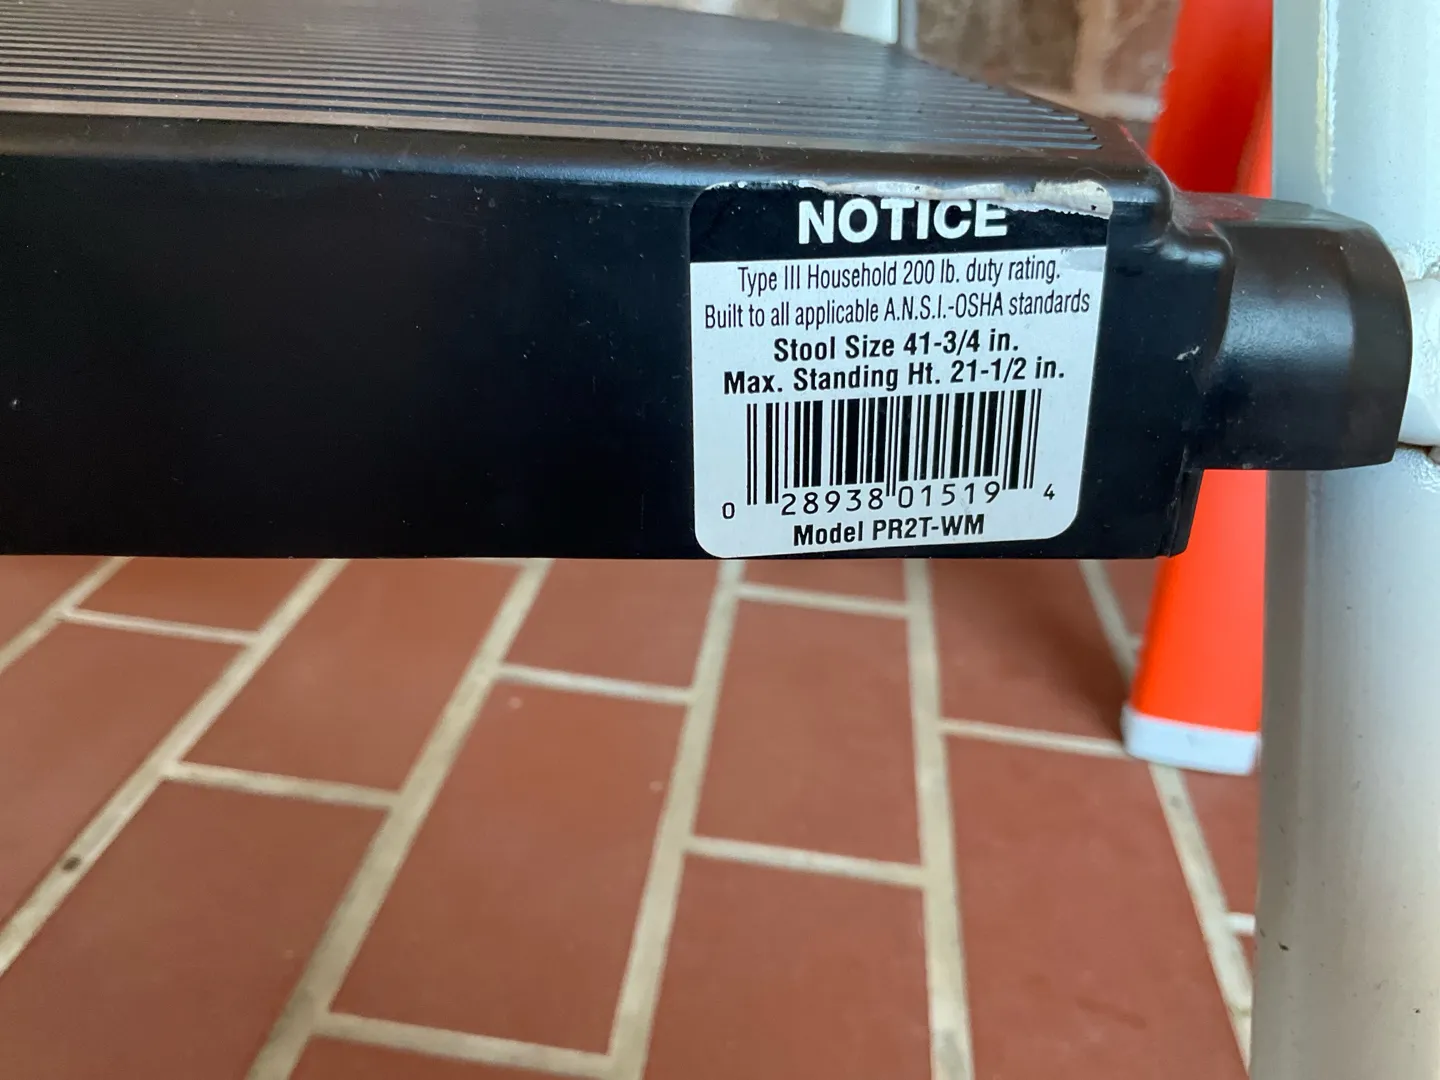 NOTICE
Type III Household 200 lb. duty rating.
Built to all applicable A.N.S.I.-OSHA standards
Stool Size 41-3/4 in.
Max. Standing Ht. 21-1/2 in.
0 28938 01519 4
Model PR2T-WM